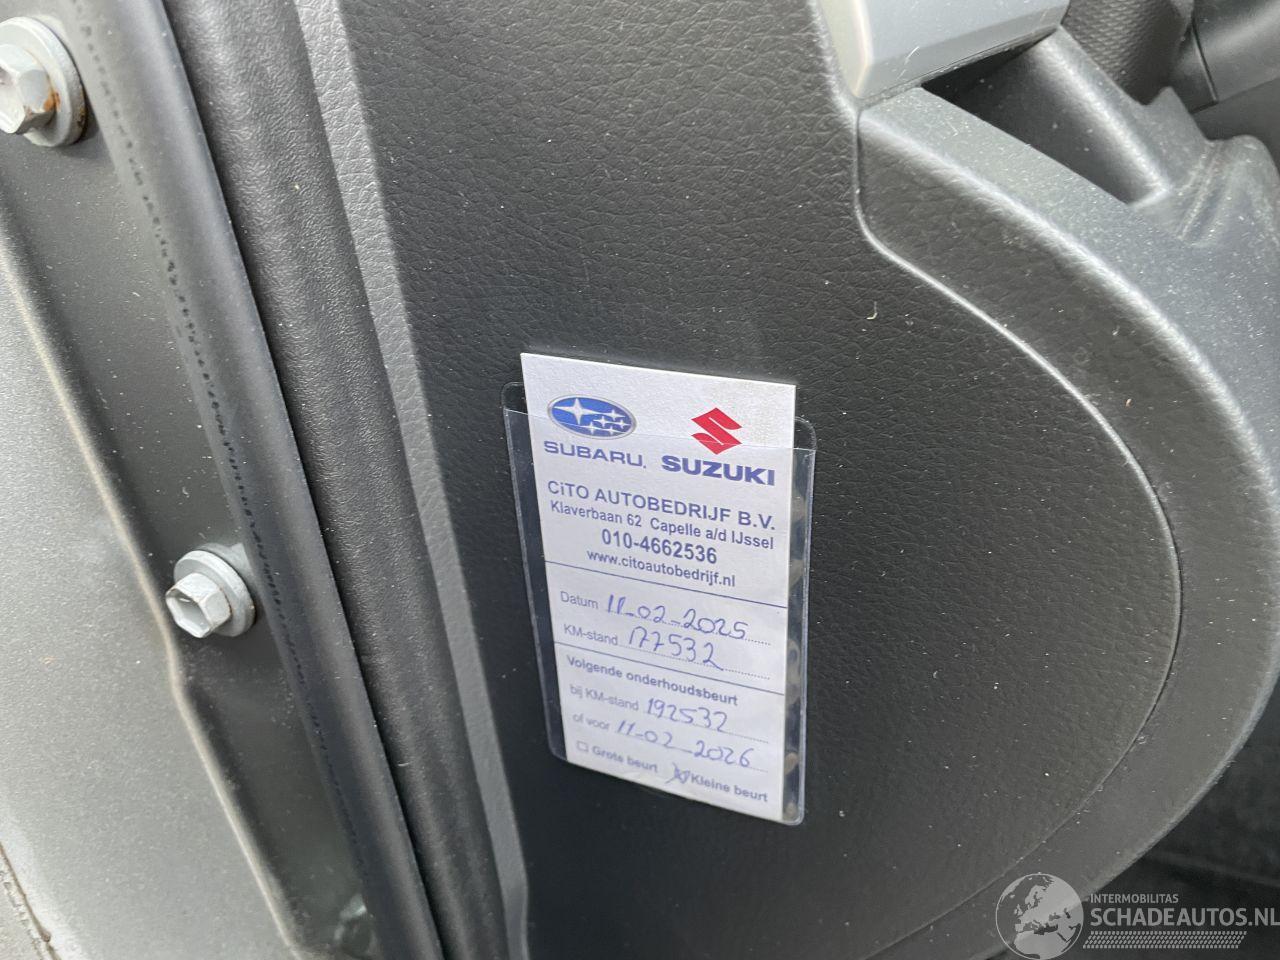 SUBARU. SUZUKI
CiTO AUTOBEDRIJF B.V.
Klaverbaan 62 Capelle a/d IJssel
010-4662536
www.citoautobedrijf.nl
Datum 11-02-2025
KM-stand 177532
Volgende onderhoudsbeurt
bij KM-stand 192532
of voor 11-02-2026
Grote beurt Kleine beurt
INTERMOBILITAS
SCHADEAUTOS.NL